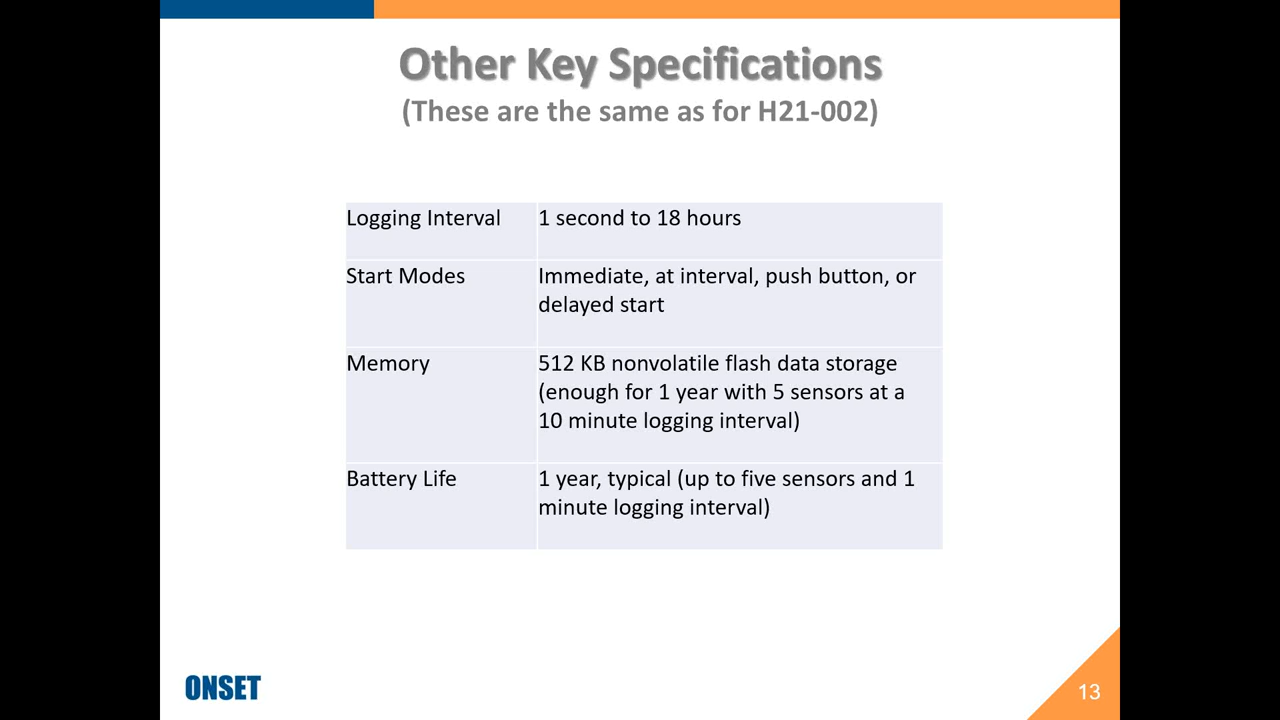 Other Key Specifications
(These are the same as for H21-002)
Logging Interval
1 second to 18 hours
Start Modes
Immediate, at interval, push button, or
delayed start
Memory
512 KB nonvolatile flash data storage
(enough for 1 year with 5 sensors at a
10 minute logging interval)
Battery Life
1 year, typical (up to five sensors and 1
minute logging interval)
ONSET
13